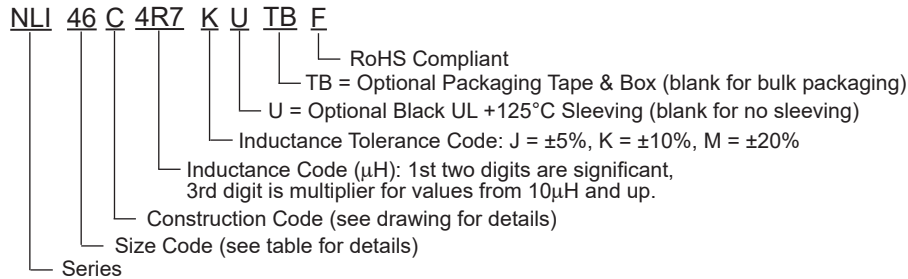 NLI 46 C 4R7 K U TB F
RoHS Compliant
TB = Optional Packaging Tape & Box (blank for bulk packaging)
U = Optional Black UL +125°C Sleeving (blank for no sleeving)
Inductance Tolerance Code: J = ±5%, K = ±10%, M = ±20%
Inductance Code (μH): 1st two digits are significant,
3rd digit is multiplier for values from 10μH and up.
Construction Code (see drawing for details)
Size Code (see table for details)
Series